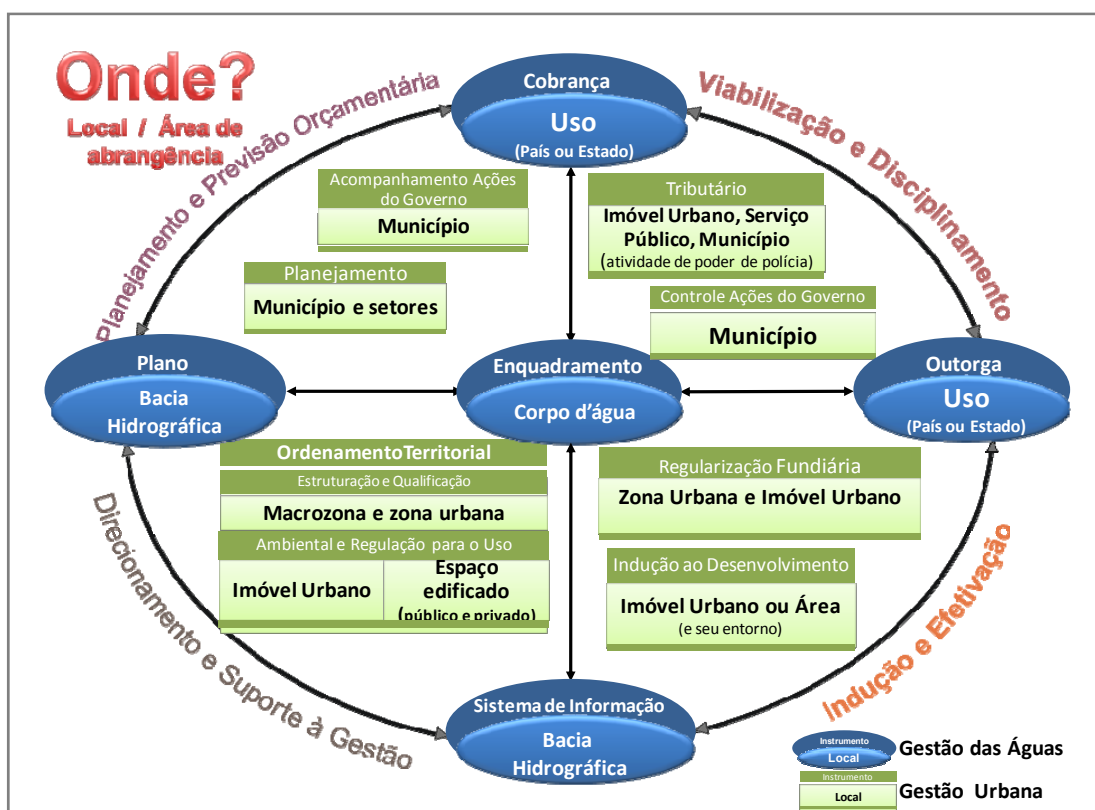 Onde?
Local / Área de
abrangência
Planejamento e Previsão Orçamentária
Viabilização e Disciplinamento
Cobrança
Uso
(País ou Estado)
Acompanhamento Ações
do Governo
Município
Tributário
Imóvel Urbano, Serviço
Público, Município
(atividade de poder de polícia)
Planejamento
Município e setores
Controle Ações do Governo
Município
Plano
Bacia
Hidrográfica
Enquadramento
Corpo d’água
Outorga
Uso
(País ou Estado)
OrdenamentoTerritorial
Estruturação e Qualificação
Macrozona e zona urbana
Ambiental e Regulação para o Uso
Imóvel Urbano
Espaço
edificado
(público e privado)
Regularização Fundiária
Zona Urbana e Imóvel Urbano
Indução ao Desenvolvimento
Imóvel Urbano ou Área
(e seu entorno)
Direcionamento e Suporte à Gestão
Indução e Efetivação
Sistema de Informação
Bacia
Hidrográfica
Instrumento
Local
Gestão das Águas
Instrumento
Local
Gestão Urbana